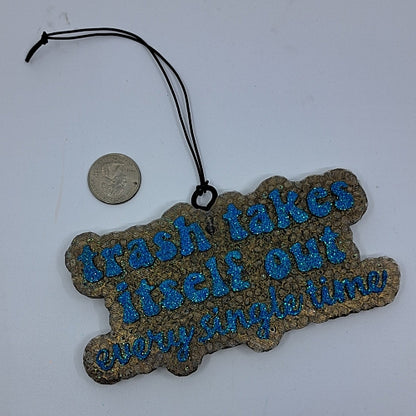 trash takes
itself out
every single time